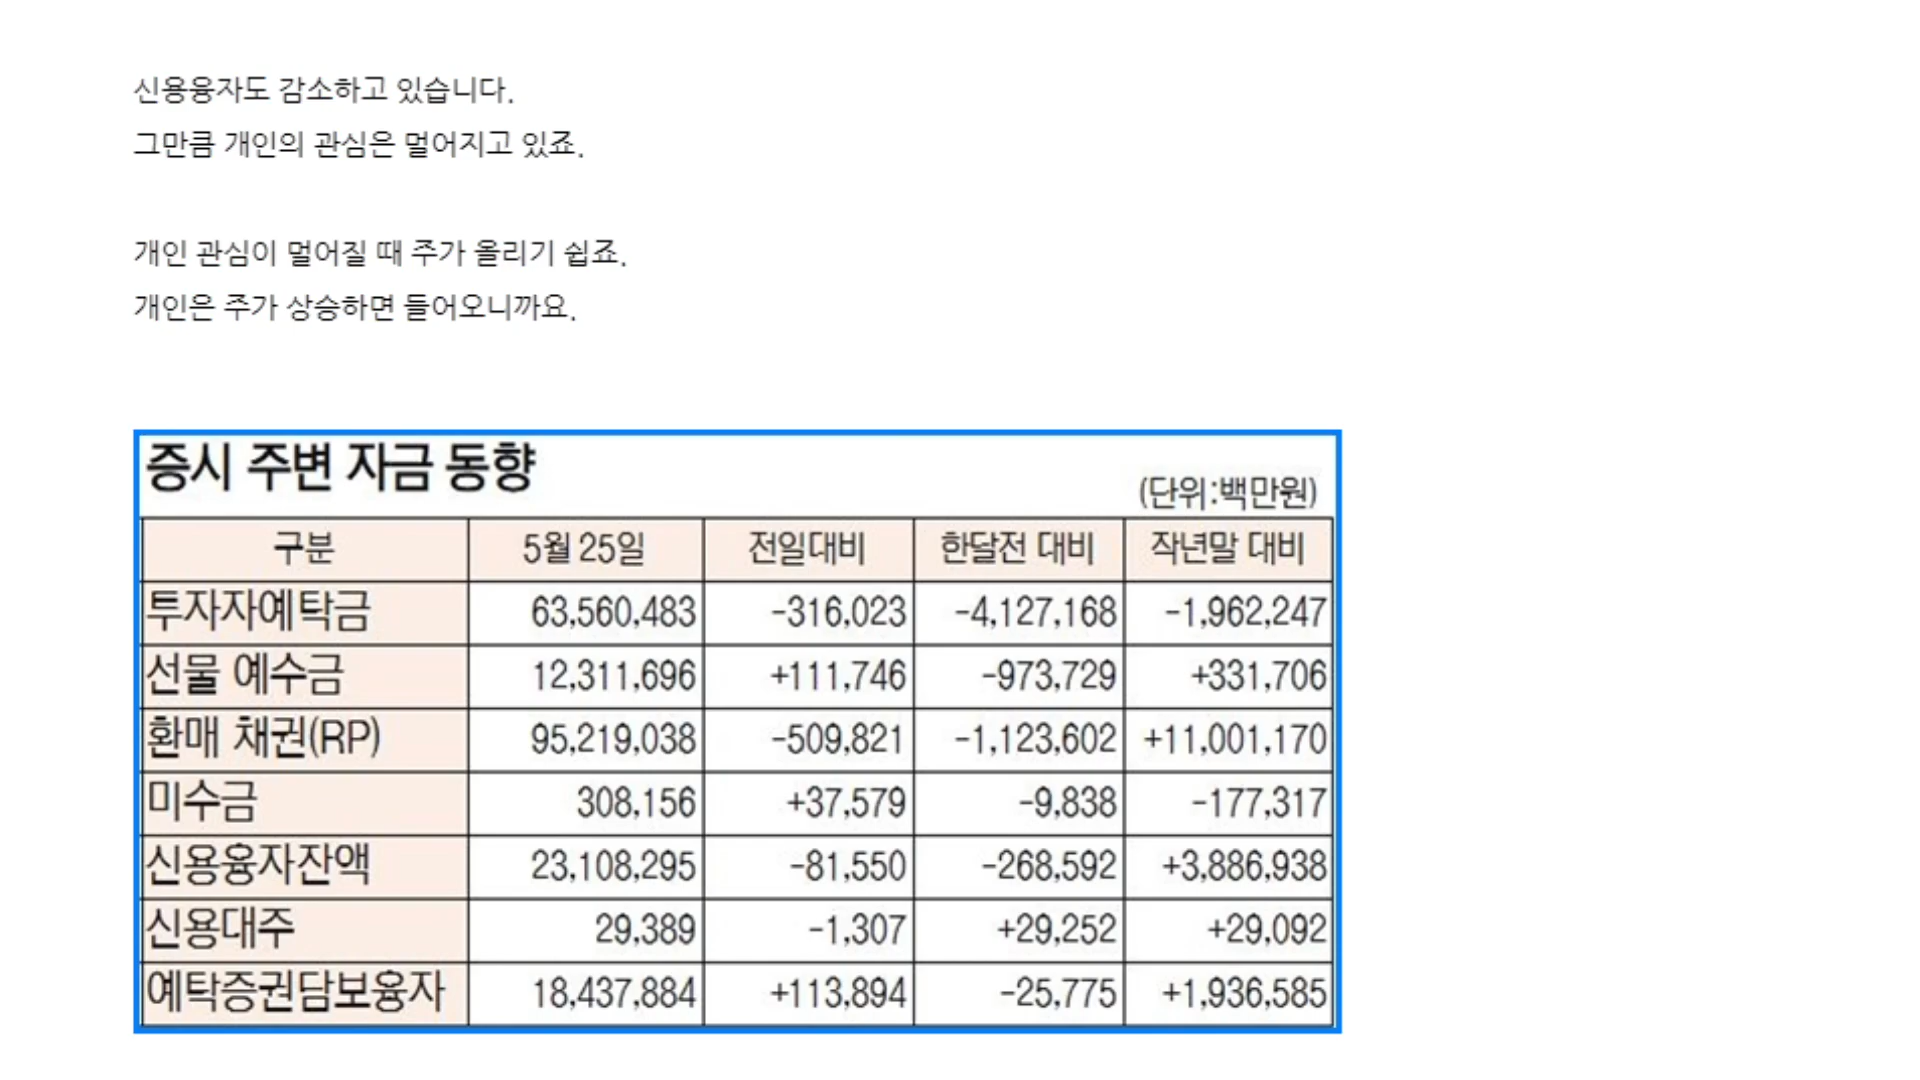 신용융자도 감소하고 있습니다.
그만큼 개인의 관심은 멀어지고 있죠.
개인 관심이 멀어질 때 주가 올리기 쉽죠.
개인은 주가 상승하면 들어오니까요.
증시 주변 자금 동향
(단위:백만원)
구분 5월 25일 전일대비 한달전 대비 작년말 대비
투자자예탁금 63,560,483 -316,023 -4,127,168 -1,962,247
선물 예수금 12,311,696 +111,746 -973,729 +331,706
환매 채권(RP) 95,219,038 -509,821 -1,123,602 +11,001,170
미수금 308,156 +37,579 -9,838 -177,317
신용융자잔액 23,108,295 -81,550 -268,592 +3,886,938
신용대주 29,389 -1,307 +29,252 +29,092
예탁증권담보융자 18,437,884 +113,894 -25,775 +1,936,585